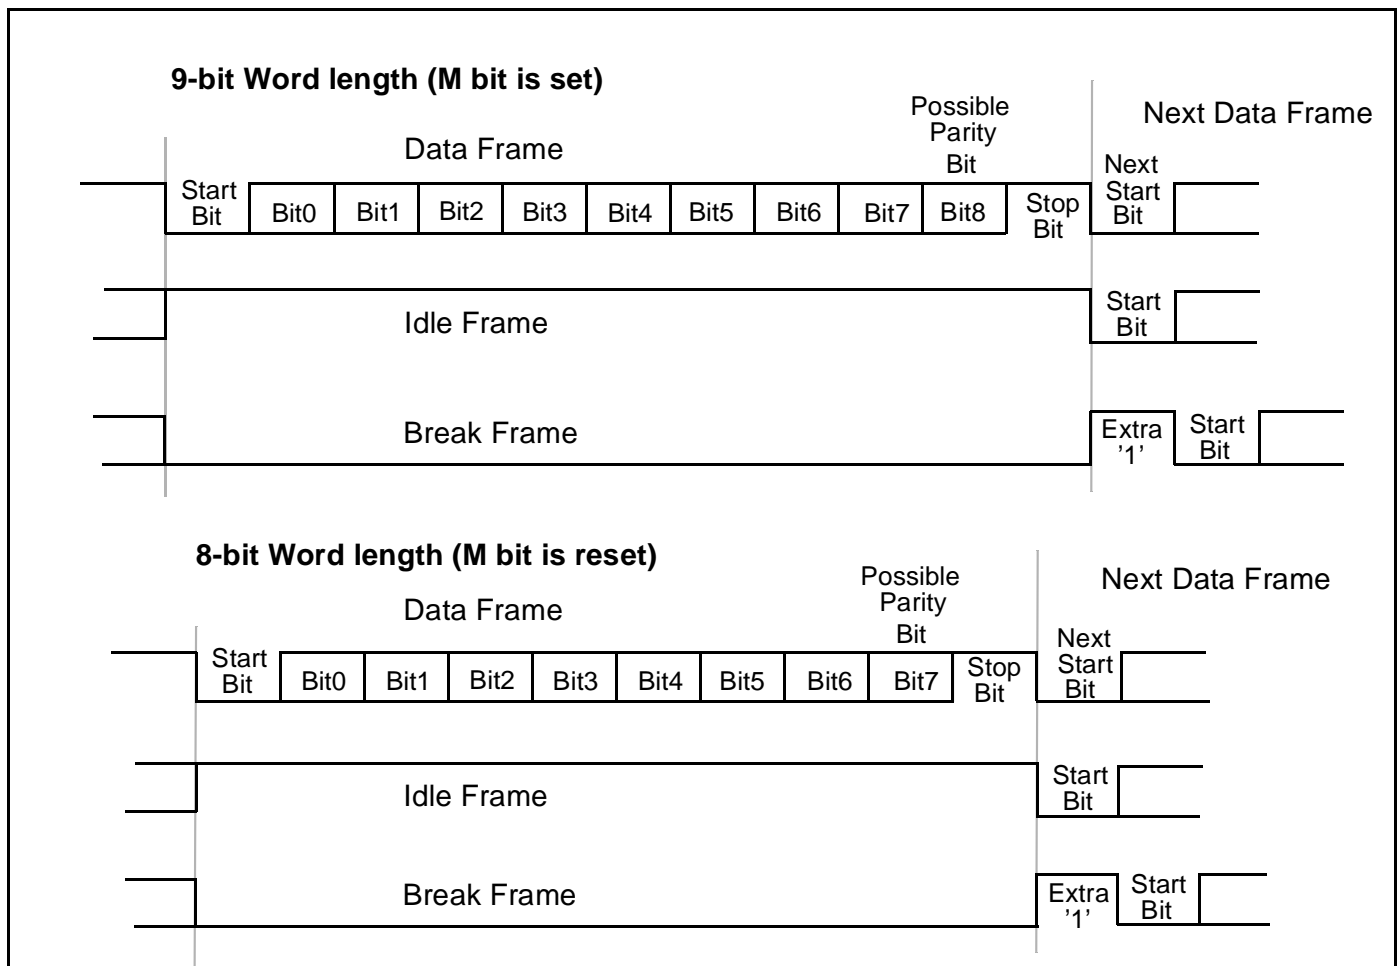 9-bit Word length (M bit is set)
Possible
Parity
Bit
Next Data Frame
Data Frame
Next
Start
Bit
Start
Bit
Bit0 Bit1 Bit2 Bit3 Bit4 Bit5 Bit6 Bit7 Bit8
Stop
Bit
Idle Frame
Start
Bit
Break Frame
Extra
’1’
Start
Bit
8-bit Word length (M bit is reset)
Possible
Parity
Bit
Next Data Frame
Data Frame
Next
Start
Bit
Start
Bit
Bit0 Bit1 Bit2 Bit3 Bit4 Bit5 Bit6 Bit7
Stop
Bit
Idle Frame
Start
Bit
Break Frame
Extra
’1’
Start
Bit